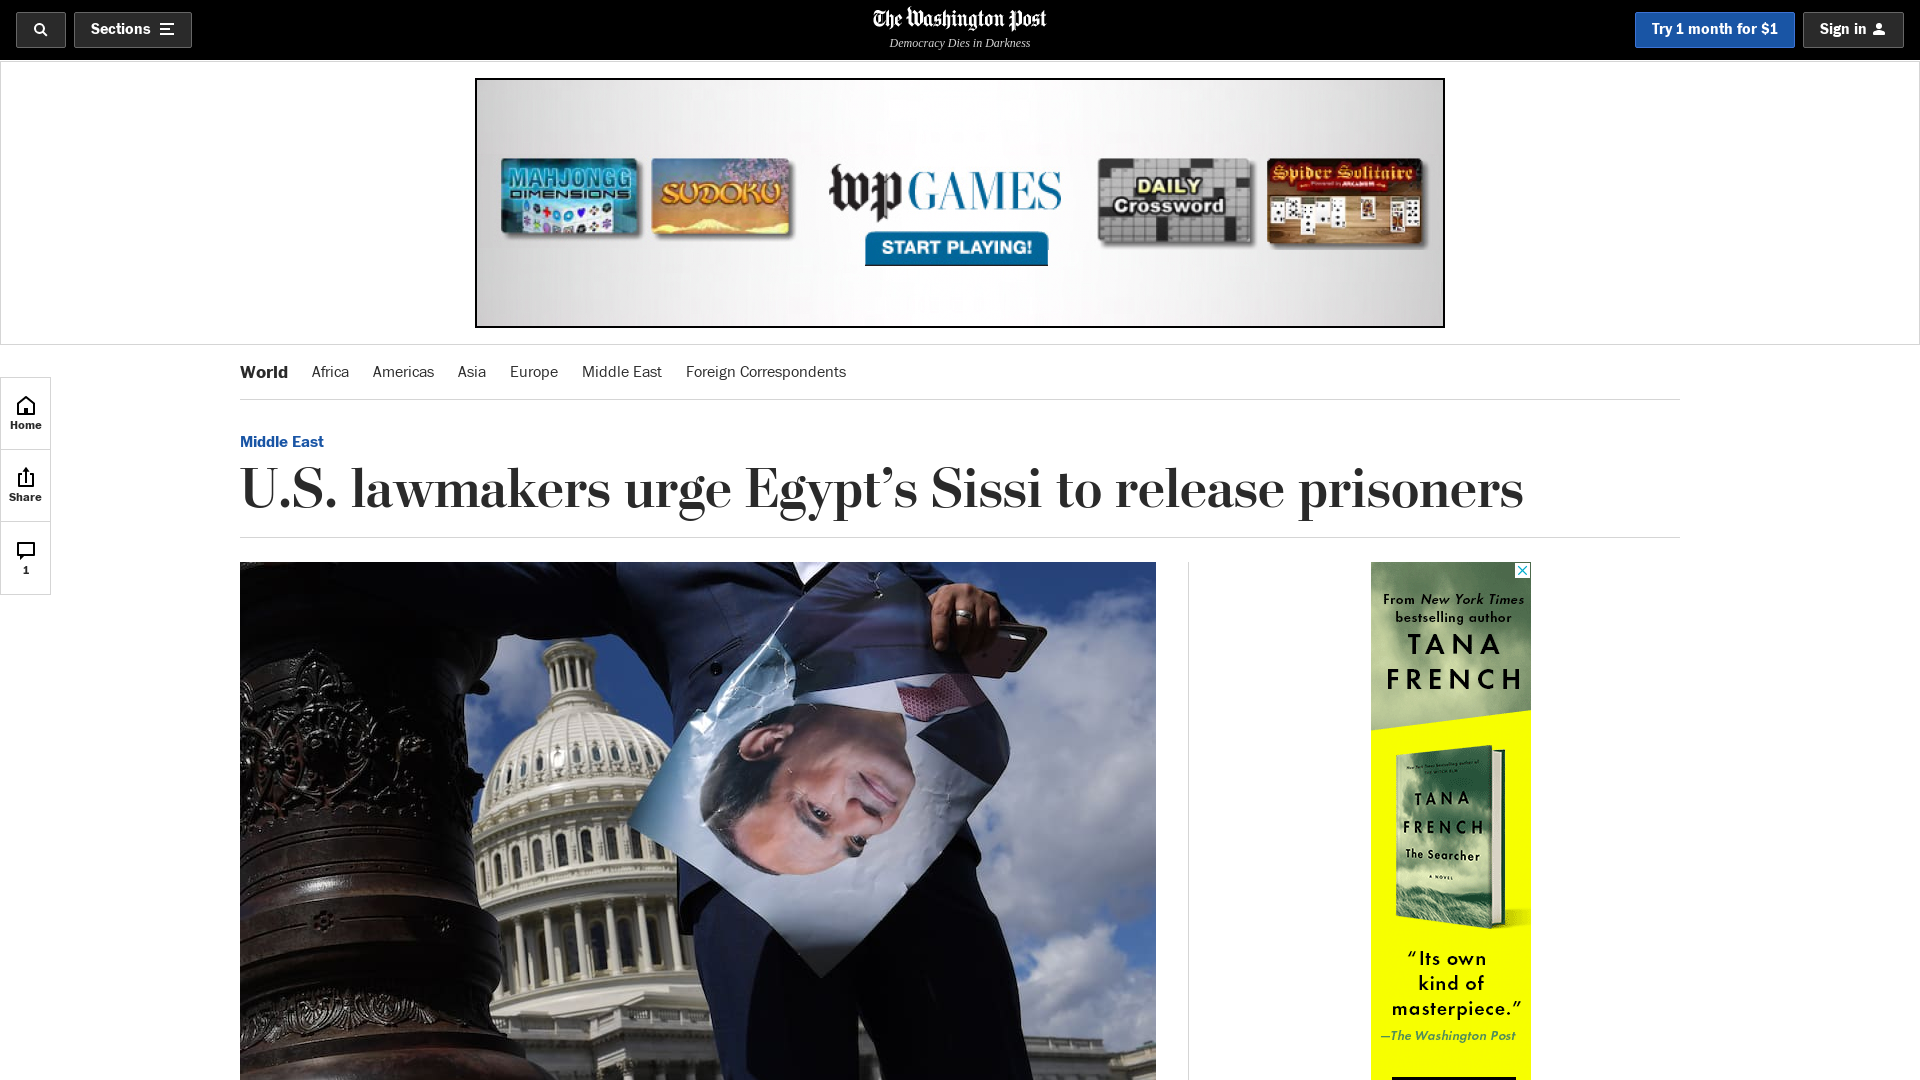 Sections
The Washington Post
Democracy Dies in Darkness
Try 1 month for $1
Sign in
MAHJONGG
DIMENSIONS
SUDOKU
wp GAMES
START PLAYING!
DAILY
Crossword
Spider Solitaire
World
Africa
Americas
Asia
Europe
Middle East
Foreign Correspondents
Home
Share
1
Middle East
U.S. lawmakers urge Egypt’s Sissi to release prisoners
From New York Times
bestselling author
TANA
FRENCH
TANA
FRENCH
The Searcher
A NOVEL
“Its own
kind of
masterpiece.”
—The Washington Post